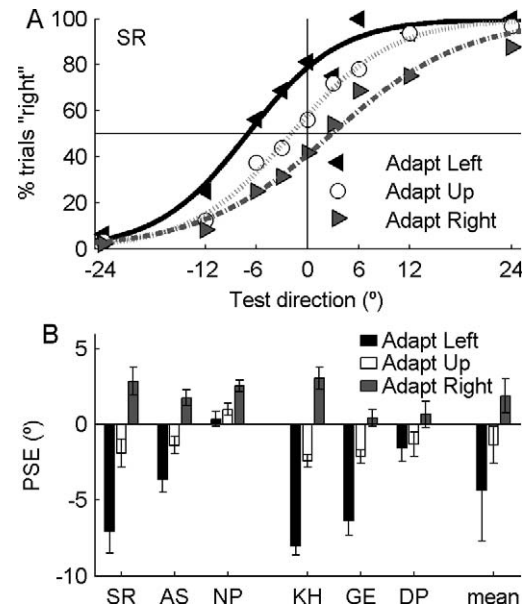 A
SR
% trials "right"
100
80
60
40
20
0
Adapt Left
Adapt Up
Adapt Right
-24 -12 -6 0 6 12 24
Test direction (º)
B
PSE (º)
5
0
-5
-10
Adapt Left
Adapt Up
Adapt Right
SR AS NP KH GE DP mean